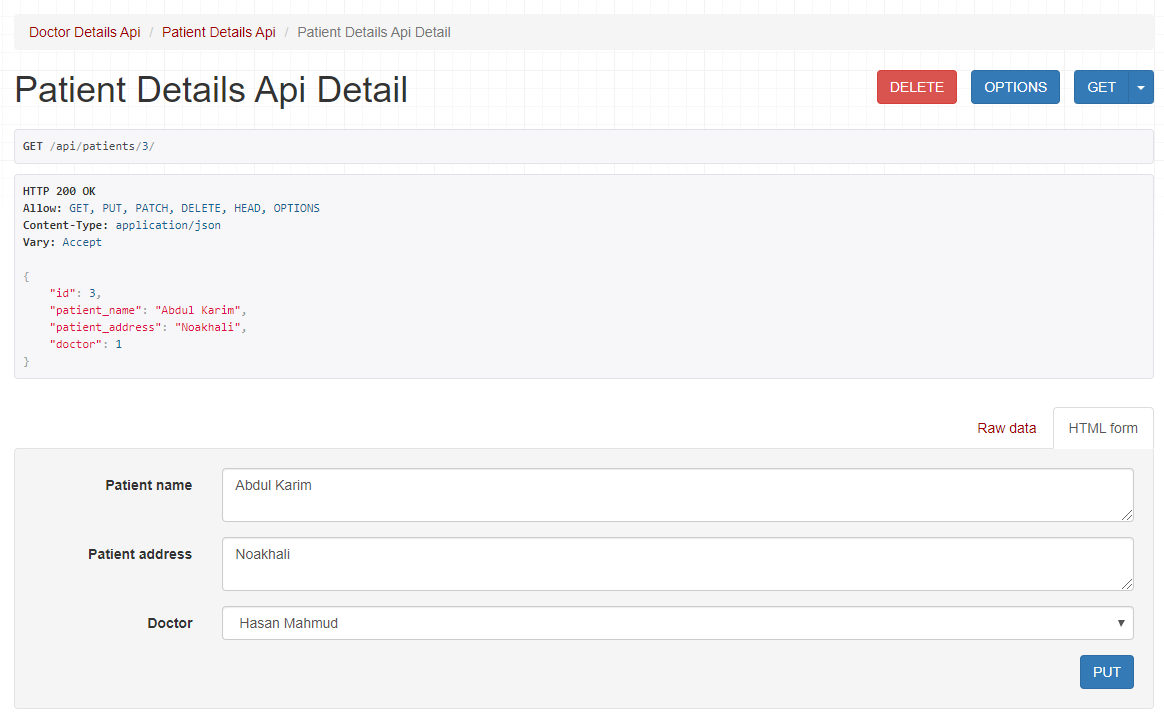 Doctor Details Api / Patient Details Api / Patient Details Api Detail
Patient Details Api Detail
DELETE OPTIONS GET
GET /api/patients/3/
HTTP 200 OK
Allow: GET, PUT, PATCH, DELETE, HEAD, OPTIONS
Content-Type: application/json
Vary: Accept
{
    "id": 3,
    "patient_name": "Abdul Karim",
    "patient_address": "Noakhali",
    "doctor": 1
}
Raw data HTML form
Patient name Abdul Karim
Patient address Noakhali
Doctor Hasan Mahmud
PUT